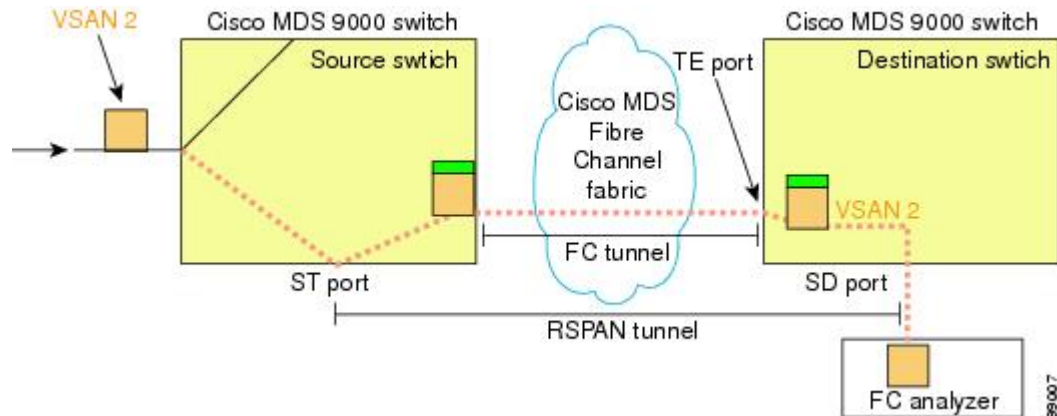 VSAN 2
Cisco MDS 9000 switch
Source swtich
Cisco MDS
Fibre
Channel
fabric
TE port
Cisco MDS 9000 switch
Destination swtich
VSAN 2
FC tunnel
ST port
SD port
RSPAN tunnel
FC analyzer